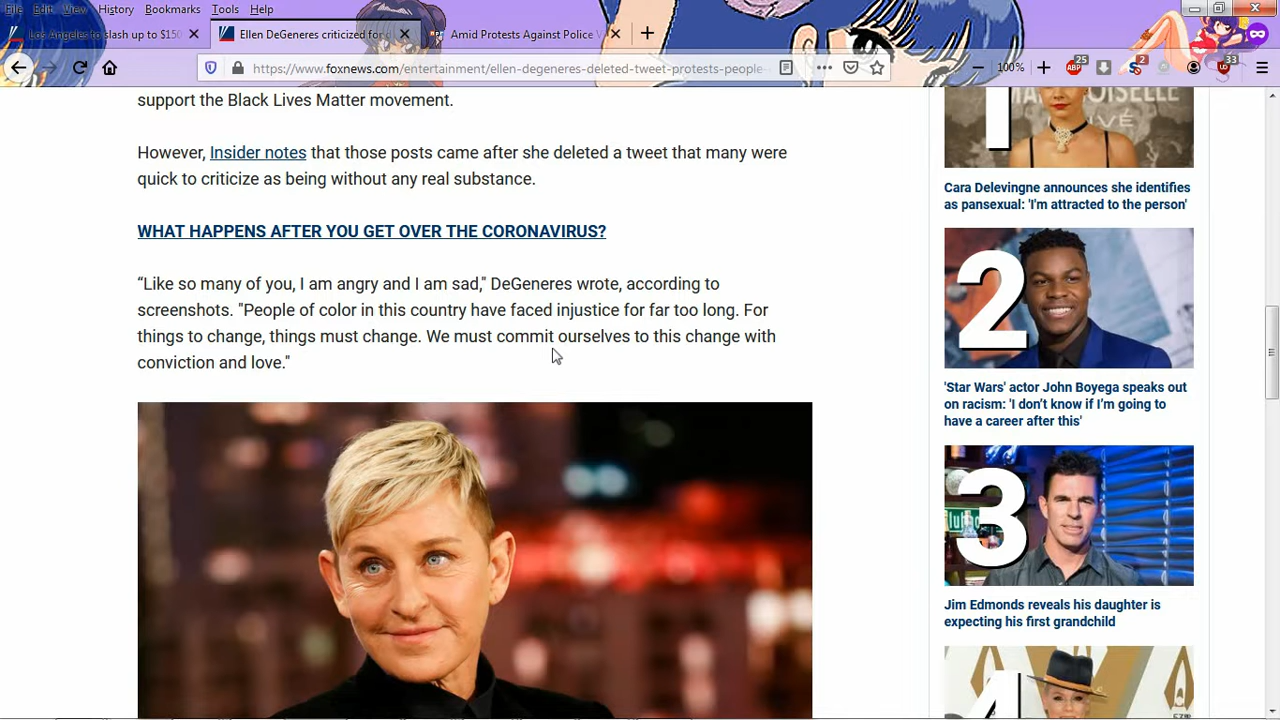 File Edit View History Bookmarks Tools Help
Los Angeles to slash up to $150
Ellen DeGeneres criticized for
Amid Protests Against Police V
https://www.foxnews.com/entertainment/ellen-degeneres-deleted-tweet-protests-people-
100%
25
2
33
support the Black Lives Matter movement.
However, Insider notes that those posts came after she deleted a tweet that many were
quick to criticize as being without any real substance.
WHAT HAPPENS AFTER YOU GET OVER THE CORONAVIRUS?
“Like so many of you, I am angry and I am sad," DeGeneres wrote, according to
screenshots. "People of color in this country have faced injustice for far too long. For
things to change, things must change. We must commit ourselves to this change with
conviction and love."
1
Cara Delevingne announces she identifies
as pansexual: 'I'm attracted to the person'
2
'Star Wars' actor John Boyega speaks out
on racism: 'I don’t know if I’m going to
have a career after this'
3
Jim Edmonds reveals his daughter is
expecting his first grandchild
4